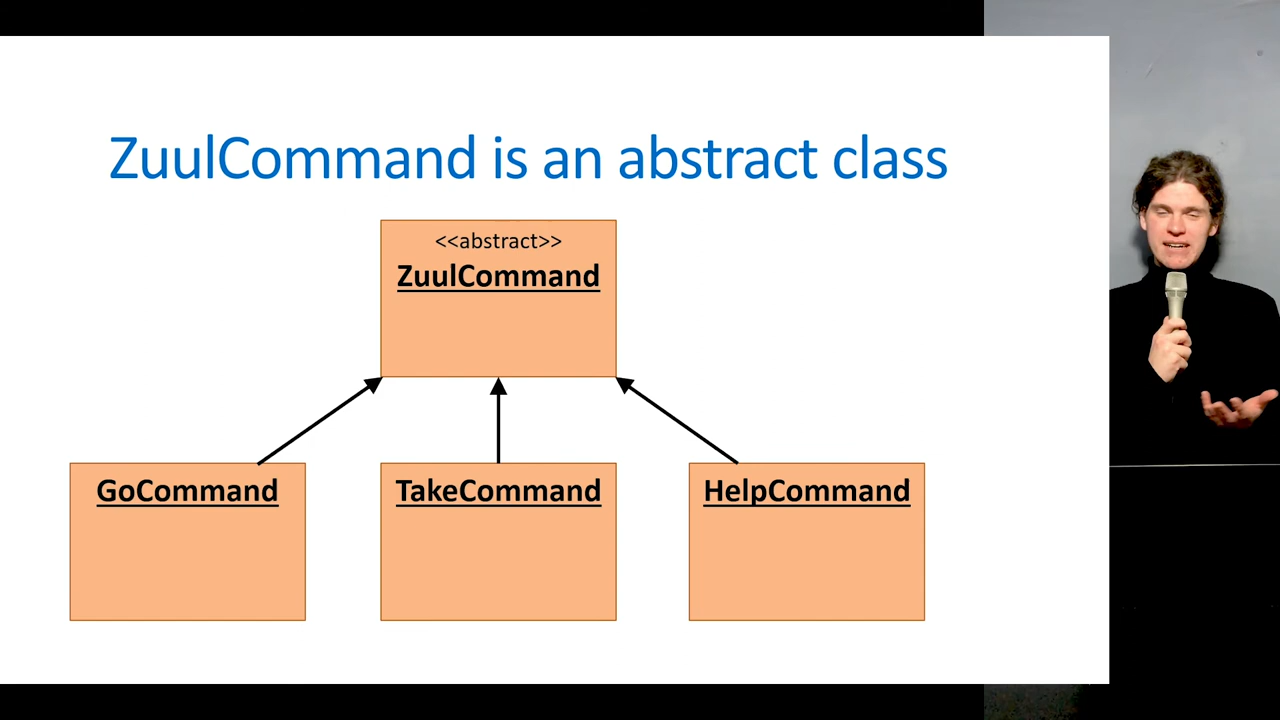 ZuulCommand is an abstract class
<<abstract>>
ZuulCommand
GoCommand
TakeCommand
HelpCommand